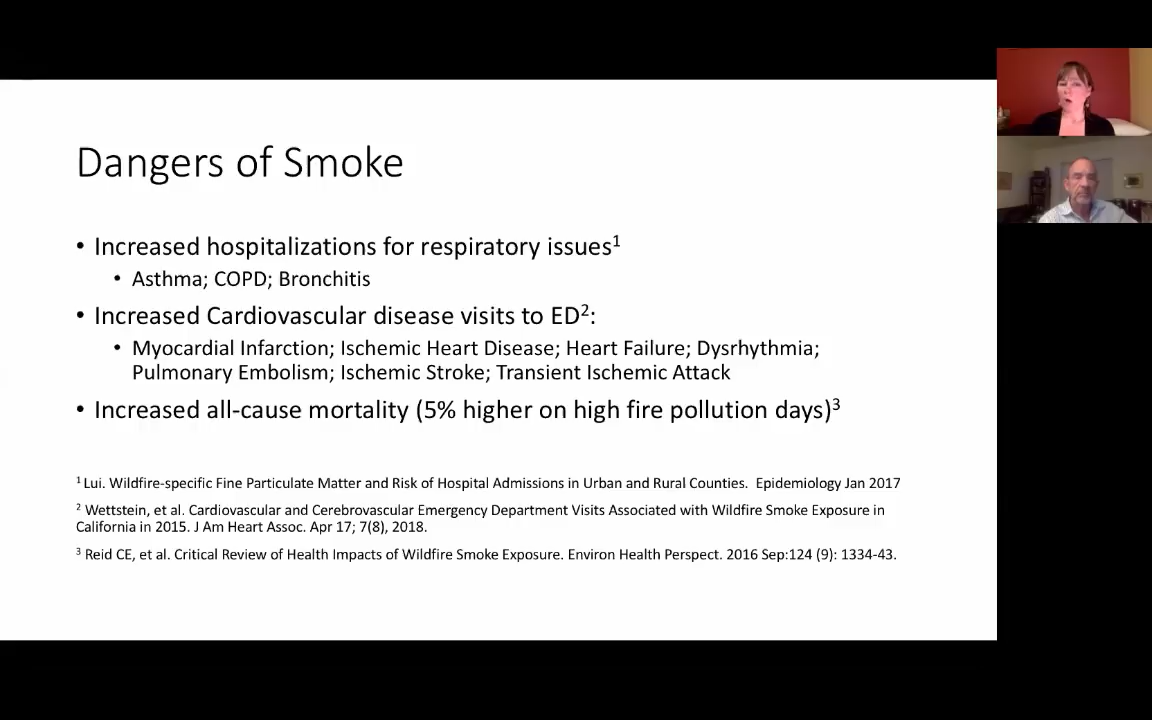 Dangers of Smoke
• Increased hospitalizations for respiratory issues¹
• Asthma; COPD; Bronchitis
• Increased Cardiovascular disease visits to ED²:
• Myocardial Infarction; Ischemic Heart Disease; Heart Failure; Dysrhythmia;
Pulmonary Embolism; Ischemic Stroke; Transient Ischemic Attack
• Increased all-cause mortality (5% higher on high fire pollution days)³
¹ Lui. Wildfire-specific Fine Particulate Matter and Risk of Hospital Admissions in Urban and Rural Counties. Epidemiology Jan 2017
² Wettstein, et al. Cardiovascular and Cerebrovascular Emergency Department Visits Associated with Wildfire Smoke Exposure in
California in 2015. J Am Heart Assoc. Apr 17; 7(8), 2018.
³ Reid CE, et al. Critical Review of Health Impacts of Wildfire Smoke Exposure. Environ Health Perspect. 2016 Sep:124 (9): 1334-43.